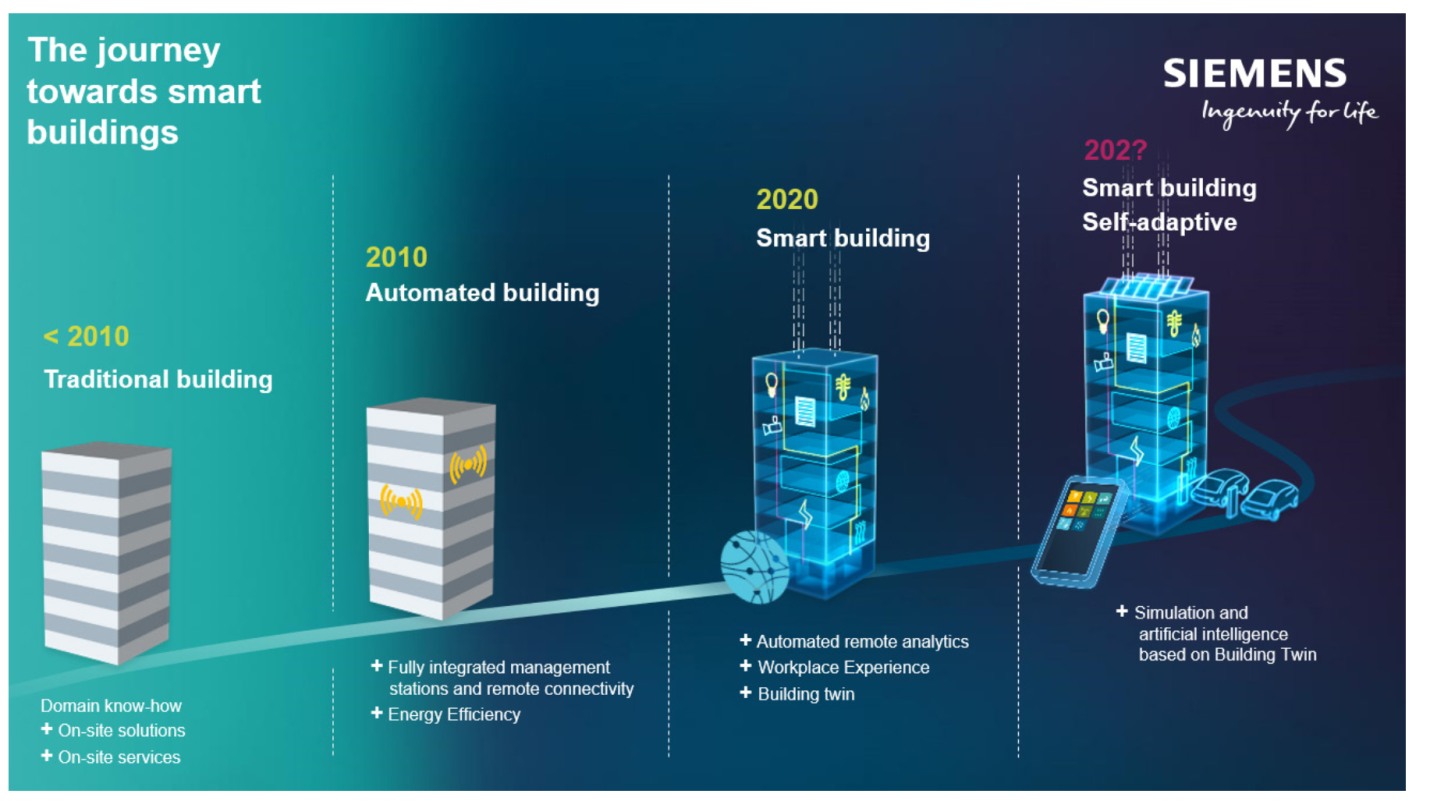 The journey
towards smart
buildings
SIEMENS
Ingenuity for life
< 2010
Traditional building
Domain know-how
+ On-site solutions
+ On-site services
2010
Automated building
+ Fully integrated management
stations and remote connectivity
+ Energy Efficiency
2020
Smart building
+ Automated remote analytics
+ Workplace Experience
+ Building twin
202?
Smart building
Self-adaptive
+ Simulation and
artificial intelligence
based on Building Twin